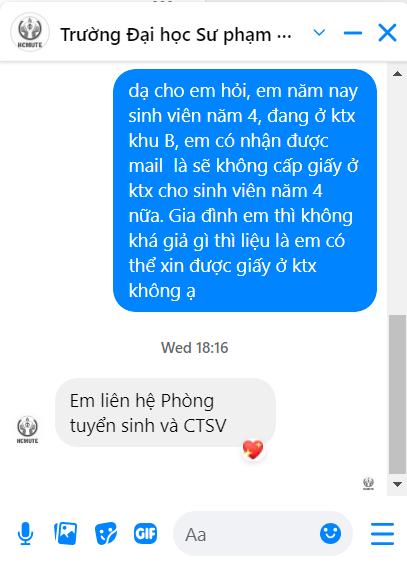 Trường Đại học Sư phạm ...
dạ cho em hỏi, em năm nay
sinh viên năm 4, đang ở ktx
khu B, em có nhận được
mail là sẽ không cấp giấy ở
ktx cho sinh viên năm 4
nữa. Gia đình em thì không
khá giả gì thì liệu là em có
thể xin được giấy ở ktx
không ạ
Wed 18:16
Em liên hệ Phòng
tuyển sinh và CTSV
HCMUTE
GIF
Aa